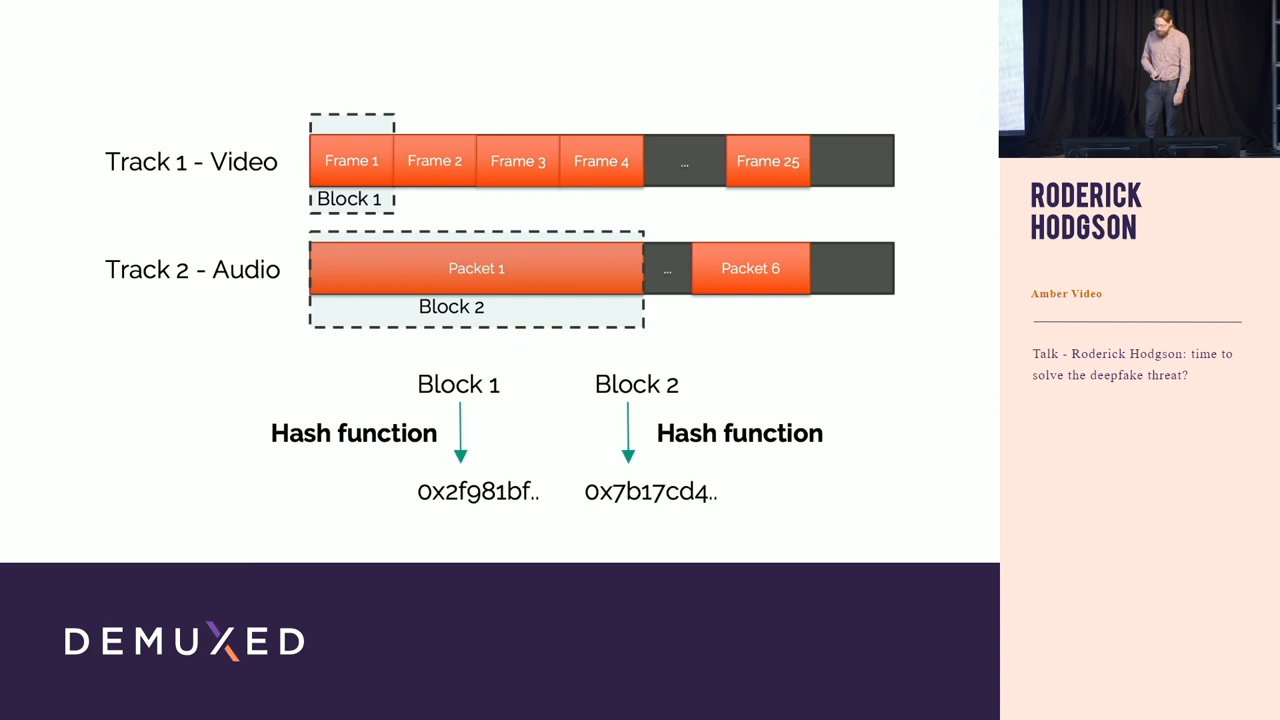 Track 1 - Video
Frame 1
Frame 2
Frame 3
Frame 4
...
Frame 25
Block 1
Track 2 - Audio
Packet 1
...
Packet 6
Block 2
Block 1
Block 2
Hash function
Hash function
0x2f981bf..
0x7b17cd4..
DEMUXED
RODERICK
HODGSON
Amber Video
Talk - Roderick Hodgson: time to
solve the deepfake threat?